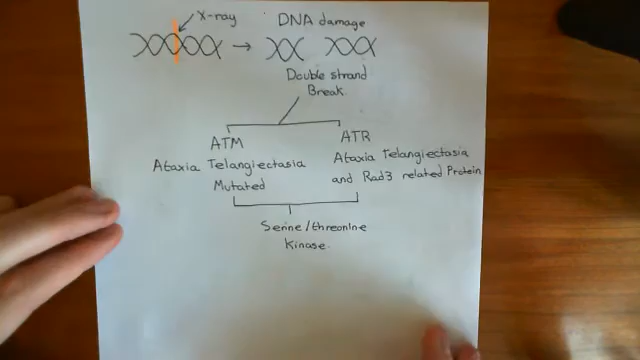 X-ray
DNA damage
Double strand
Break.
ATM
Ataxia Telangiectasia
Mutated
ATR
Ataxia Telangiectasia
and Rad3 related Protein
Serine/threonine
Kinase.